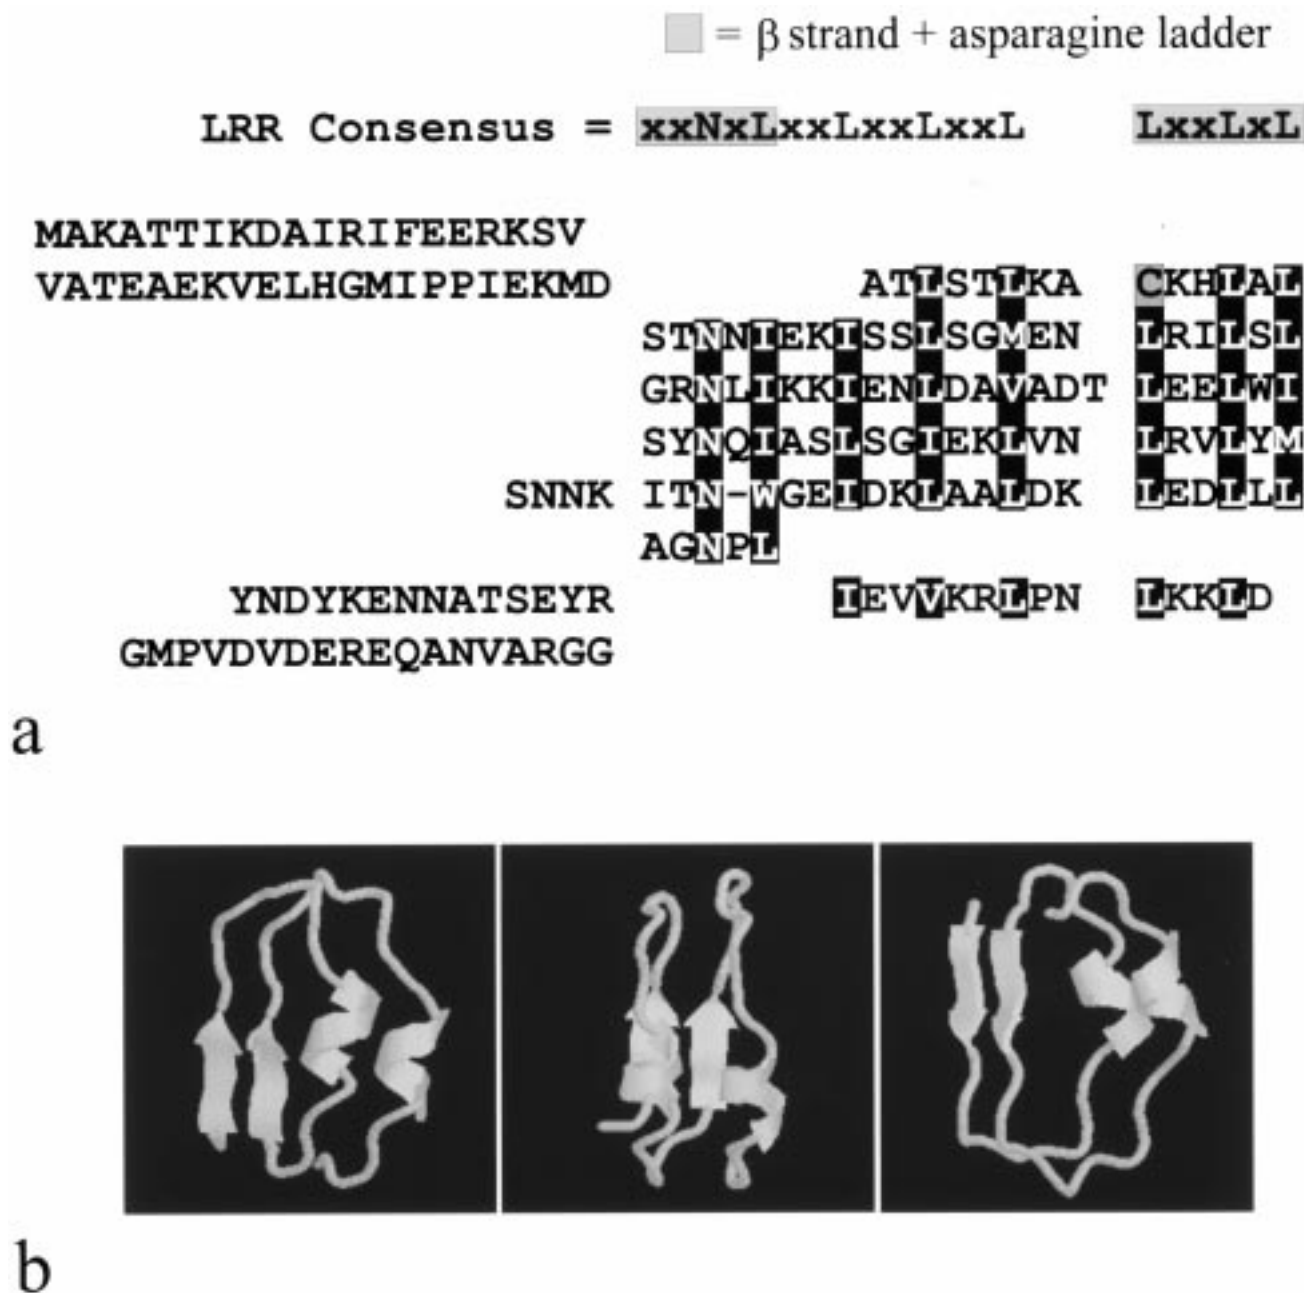 = β strand + asparagine ladder
LRR Consensus = xxNxLxxLxxLxxL LxxLxL
MAKATTIKDAIRIFEERKSV
VATEAEKVELHGMIPPIEKMD ATLSTLKA CKHLAL
STNNIEKISSLSGMEN LRILSL
GRNLIKKIENLDAVADT LEELWI
SYNQIASLSGIEKLVN LRVLYM
SNNK ITN-WGEIDKLAALDK LEDLLL
AGNPL
YNDYKENNATSEYR IEVVKRLPN LKKLD
GMPVDVDEREQANVARGG
a
b